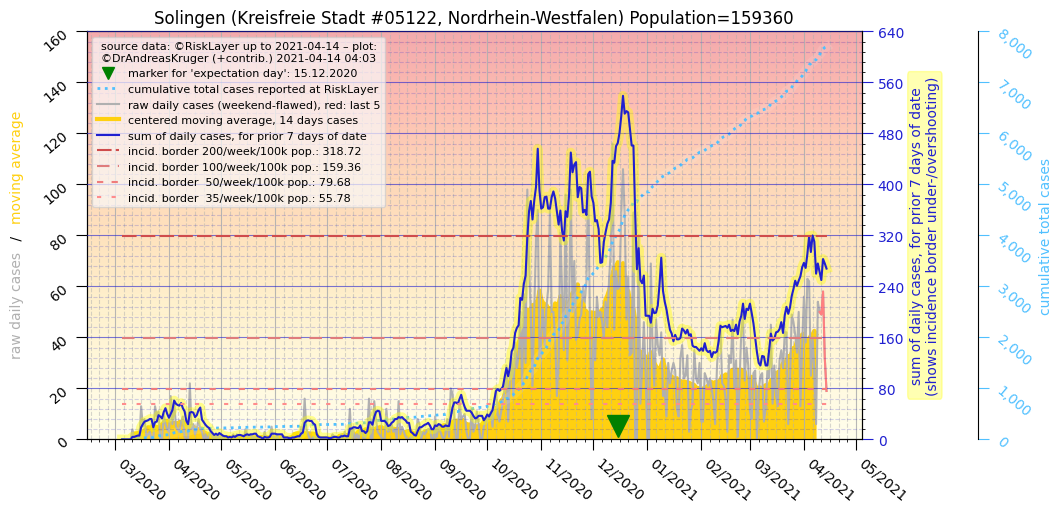 Solingen (Kreisfreie Stadt #05122, Nordrhein-Westfalen) Population=159360
source data: ©RiskLayer up to 2021-04-14 – plot:
©DrAndreasKruger (+contrib.) 2021-04-14 04:03
marker for 'expectation day': 15.12.2020
cumulative total cases reported at RiskLayer
raw daily cases (weekend-flawed), red: last 5
centered moving average, 14 days cases
sum of daily cases, for prior 7 days of date
incid. border 200/week/100k pop.: 318.72
incid. border 100/week/100k pop.: 159.36
incid. border  50/week/100k pop.: 79.68
incid. border  35/week/100k pop.: 55.78
raw daily cases / moving average
160
140
120
100
80
60
40
20
0
640
560
480
400
320
240
160
80
0
sum of daily cases, for prior 7 days of date
(shows incidence border under-/overshooting)
8,000
7,000
6,000
5,000
4,000
3,000
2,000
1,000
0
cumulative total cases
03/2020
04/2020
05/2020
06/2020
07/2020
08/2020
09/2020
10/2020
11/2020
12/2020
01/2021
02/2021
03/2021
04/2021
05/2021